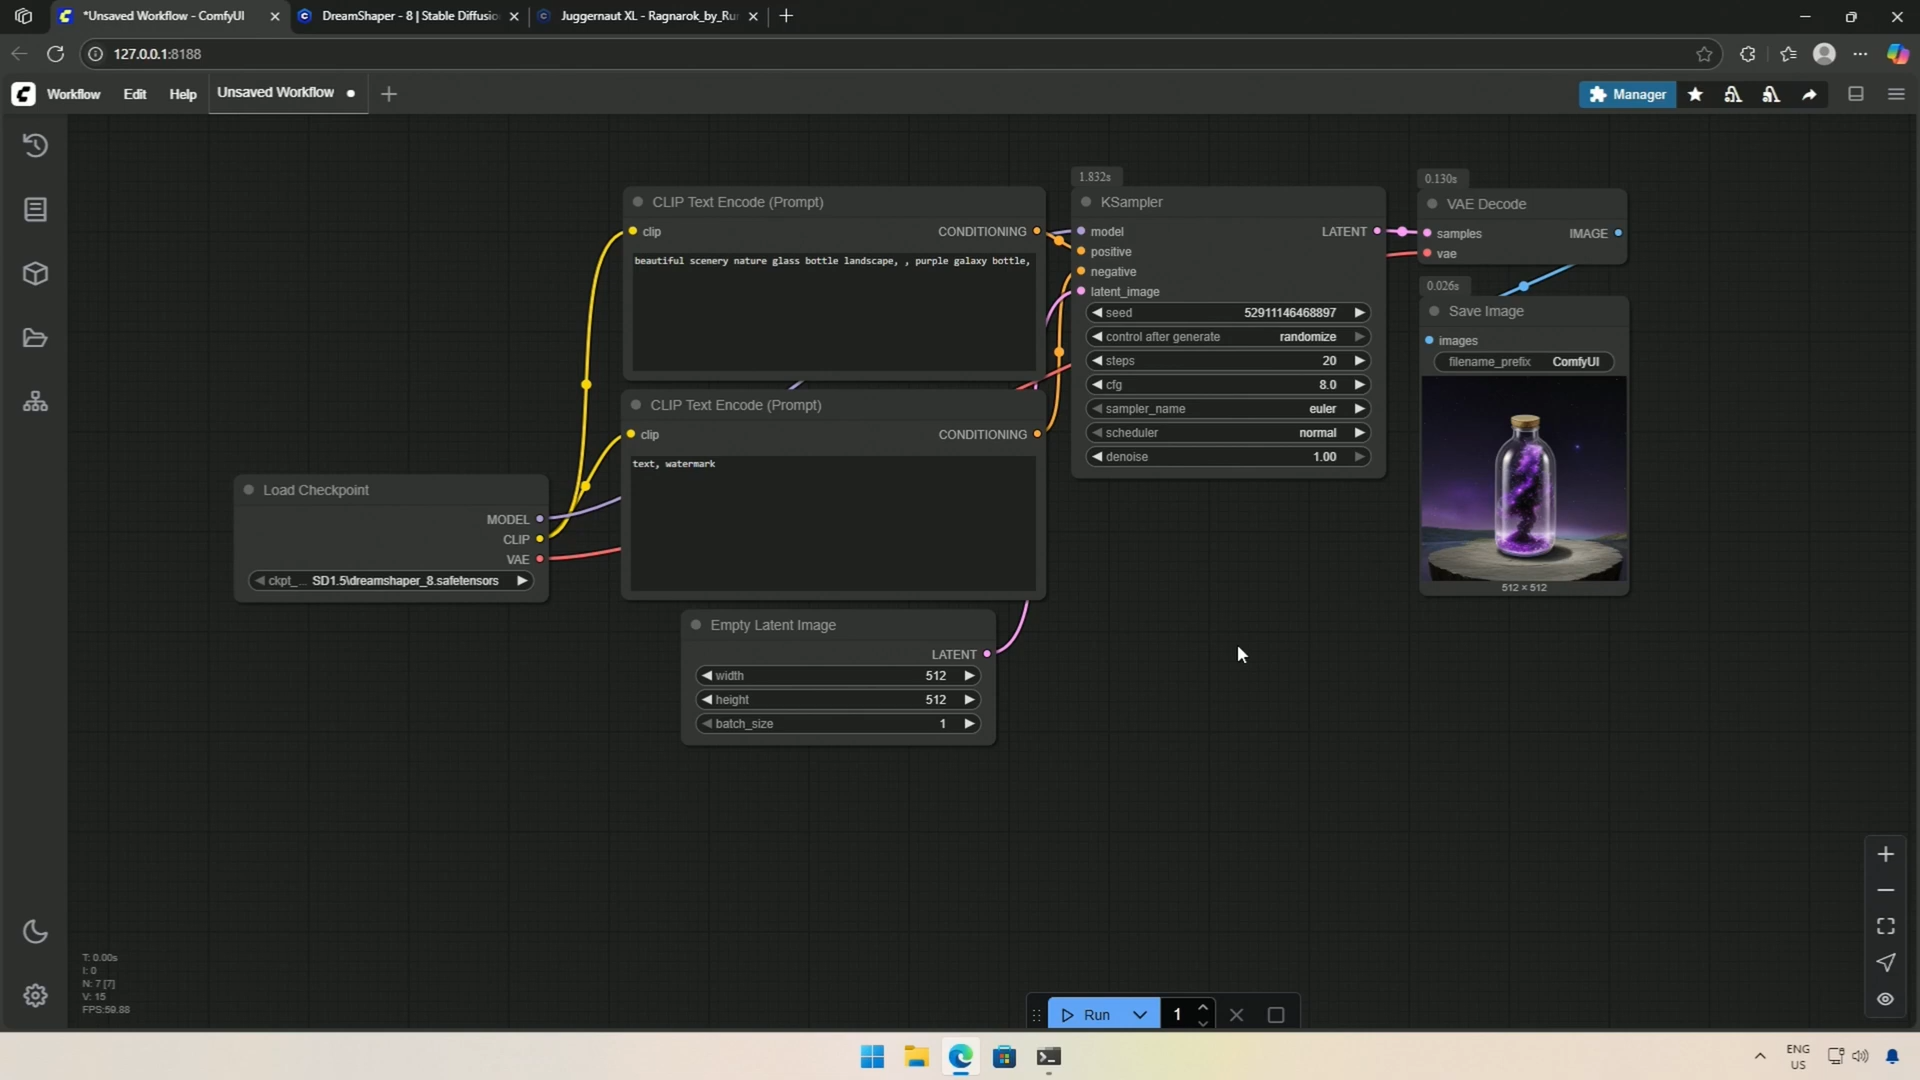 *Unsaved Workflow - ComfyUI
DreamShaper - 8 | Stable Diffusio
Juggernaut XL - Ragnarok_by_Ru
127.0.0.1:8188
Workflow
Edit
Help
Unsaved Workflow
Manager
1.832s
0.130s
CLIP Text Encode (Prompt)
KSampler
VAE Decode
clip
CONDITIONING
model
LATENT
samples
IMAGE
positive
vae
beautiful scenery nature glass bottle landscape, , purple galaxy bottle,
negative
latent_image
0.026s
Save Image
seed 52911146468897
control after generate randomize
images
steps 20
filename_prefix ComfyUI
cfg 8.0
sampler_name euler
scheduler normal
denoise 1.00
CLIP Text Encode (Prompt)
clip
CONDITIONING
text, watermark
Load Checkpoint
MODEL
CLIP
VAE
ckpt_... SD1.5\dreamshaper_8.safetensors
512 × 512
Empty Latent Image
LATENT
width 512
height 512
batch_size 1
T: 0.00s
I: 0
N: 7 [7]
V: 15
FPS:59.88
Run
1
ENG
US